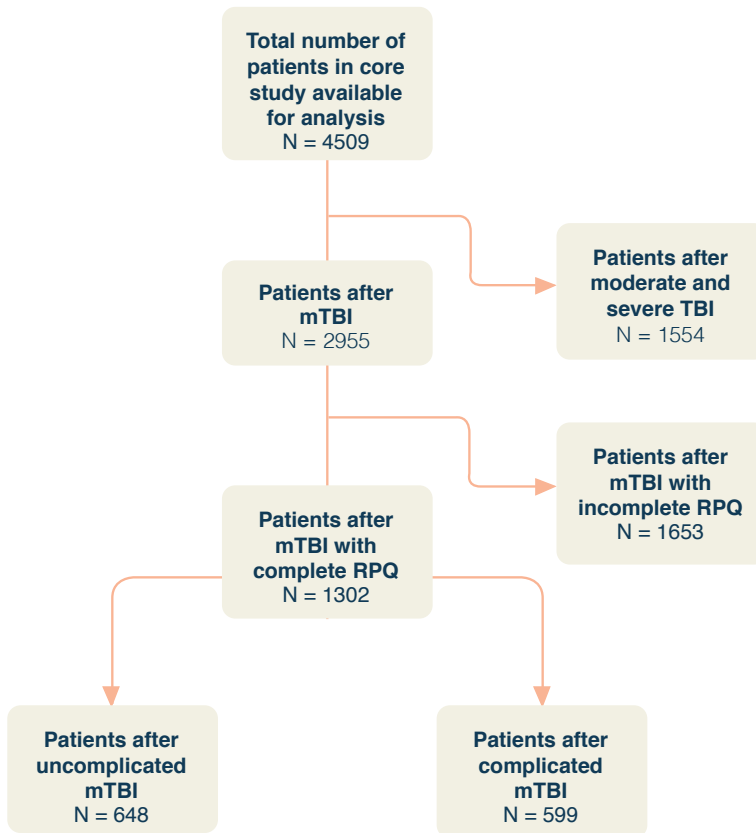 Total number of
patients in core
study available
for analysis
N = 4509
Patients after
moderate and
severe TBI
N = 1554
Patients after
mTBI
N = 2955
Patients after
mTBI with
incomplete RPQ
N = 1653
Patients after
mTBI with
complete RPQ
N = 1302
Patients after
uncomplicated
mTBI
N = 648
Patients after
complicated
mTBI
N = 599